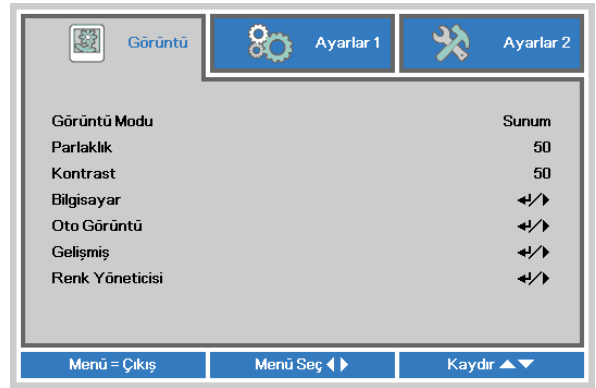 Görüntü
Ayarlar 1
Ayarlar 2
Görüntü Modu Sunum
Parlaklık 50
Kontrast 50
Bilgisayar ↵/▶
Oto Görüntü ↵/▶
Gelişmiş ↵/▶
Renk Yöneticisi ↵/▶
Menü = Çıkış
Menü Seç ◀▶
Kaydır ▲▼